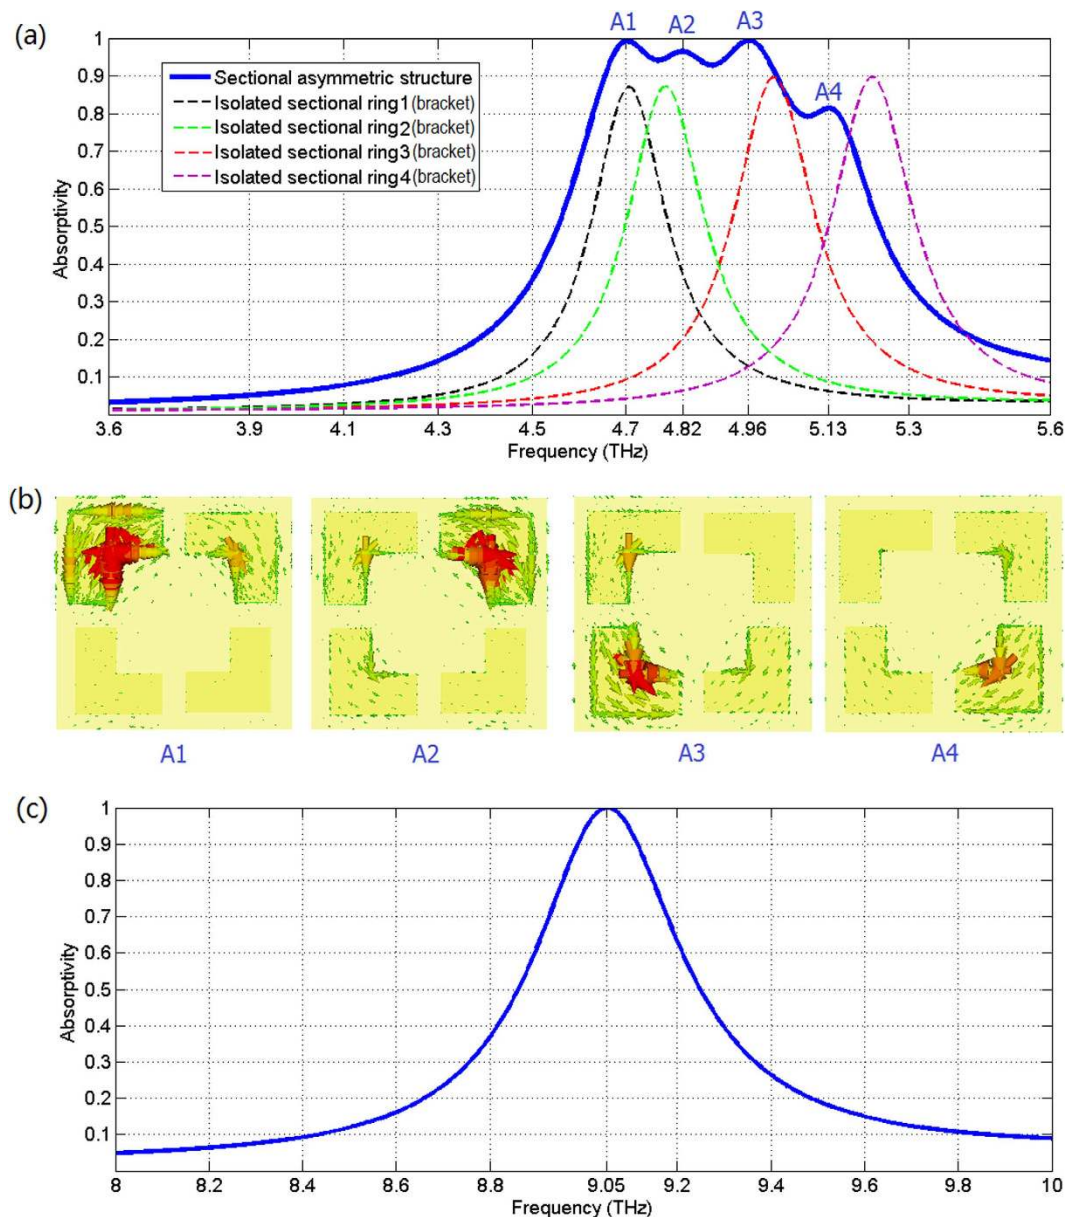 A1 A2 A3
(a)
A4
Sectional asymmetric structure
Isolated sectional ring1 (bracket)
Isolated sectional ring2 (bracket)
Isolated sectional ring3 (bracket)
Isolated sectional ring4 (bracket)
Absorptivity
1
0.9
0.8
0.7
0.6
0.5
0.4
0.3
0.2
0.1
3.6 3.9 4.1 4.3 4.5 4.7 4.82 4.96 5.13 5.3 5.6
Frequency (THz)
(b)
A1 A2 A3 A4
(c)
Absorptivity
1
0.9
0.8
0.7
0.6
0.5
0.4
0.3
0.2
0.1
8 8.2 8.4 8.6 8.8 9.05 9.2 9.4 9.6 9.8 10
Frequency (THz)